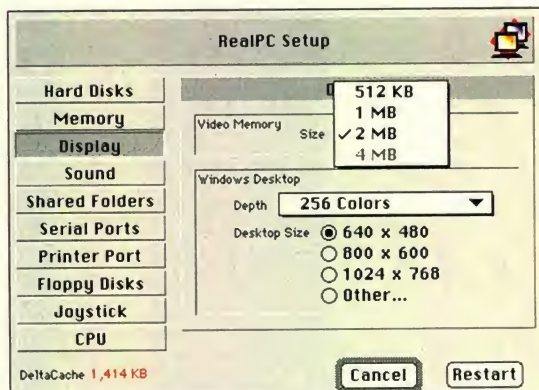 RealPC Setup
Hard Disks
Memory
Display
Sound
Shared Folders
Serial Ports
Printer Port
Floppy Disks
Joystick
CPU
DeltaCache 1,414 KB
Video Memory
Size
512 KB
1 MB
✓ 2 MB
4 MB
Windows Desktop
Depth 256 Colors
Desktop Size 640 x 480
800 x 600
1024 x 768
Other...
Cancel
Restart